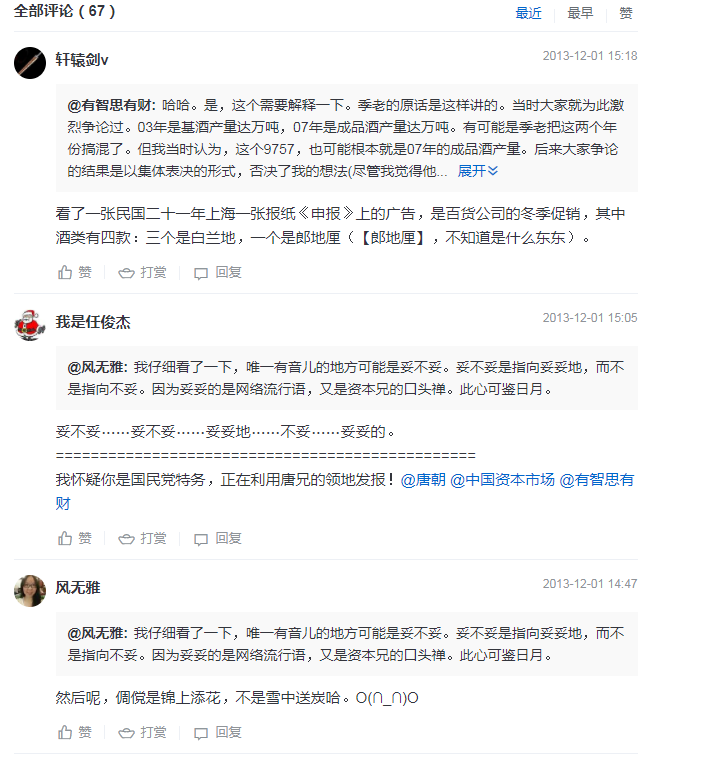 全部评论（67）
最近 最早 赞
轩辕剑v 2013-12-01 15:18
@有智思有财: 哈哈。是，这个需要解释一下。季老的原话是这样讲的。当时大家就为此激
烈争论过。03年是基酒产量达万吨，07年是成品酒产量达万吨。有可能是季老把这两个年
份搞混了。但我当时认为，这个9757，也可能根本就是07年的成品酒产量。后来大家争论
的结果是以集体表决的形式，否决了我的想法(尽管我觉得他... 展开
看了一张民国二十一年上海一张报纸《申报》上的广告，是百货公司的冬季促销，其中
酒类有四款：三个是白兰地，一个是郎地厘（【郎地厘】，不知道是什么东东）。
赞 打赏 回复
我是任俊杰 2013-12-01 15:05
@风无雅: 我仔细看了一下，唯一有音儿的地方可能是妥不妥。妥不妥是指向妥妥地，而不
是指向不妥。因为妥妥的是网络流行语，又是资本兄的口头禅。此心可鉴日月。
妥不妥……妥不妥……妥妥地……不妥……妥妥的。
================================================
我怀疑你是国民党特务，正在利用唐兄的领地发报！@唐朝 @中国资本市场 @有智思有
财
赞 打赏 回复
风无雅 2013-12-01 14:47
@风无雅: 我仔细看了一下，唯一有音儿的地方可能是妥不妥。妥不妥是指向妥妥地，而不
是指向不妥。因为妥妥的是网络流行语，又是资本兄的口头禅。此心可鉴日月。
然后呢，倜傥是锦上添花，不是雪中送炭哈。O(∩_∩)O
赞 打赏 回复